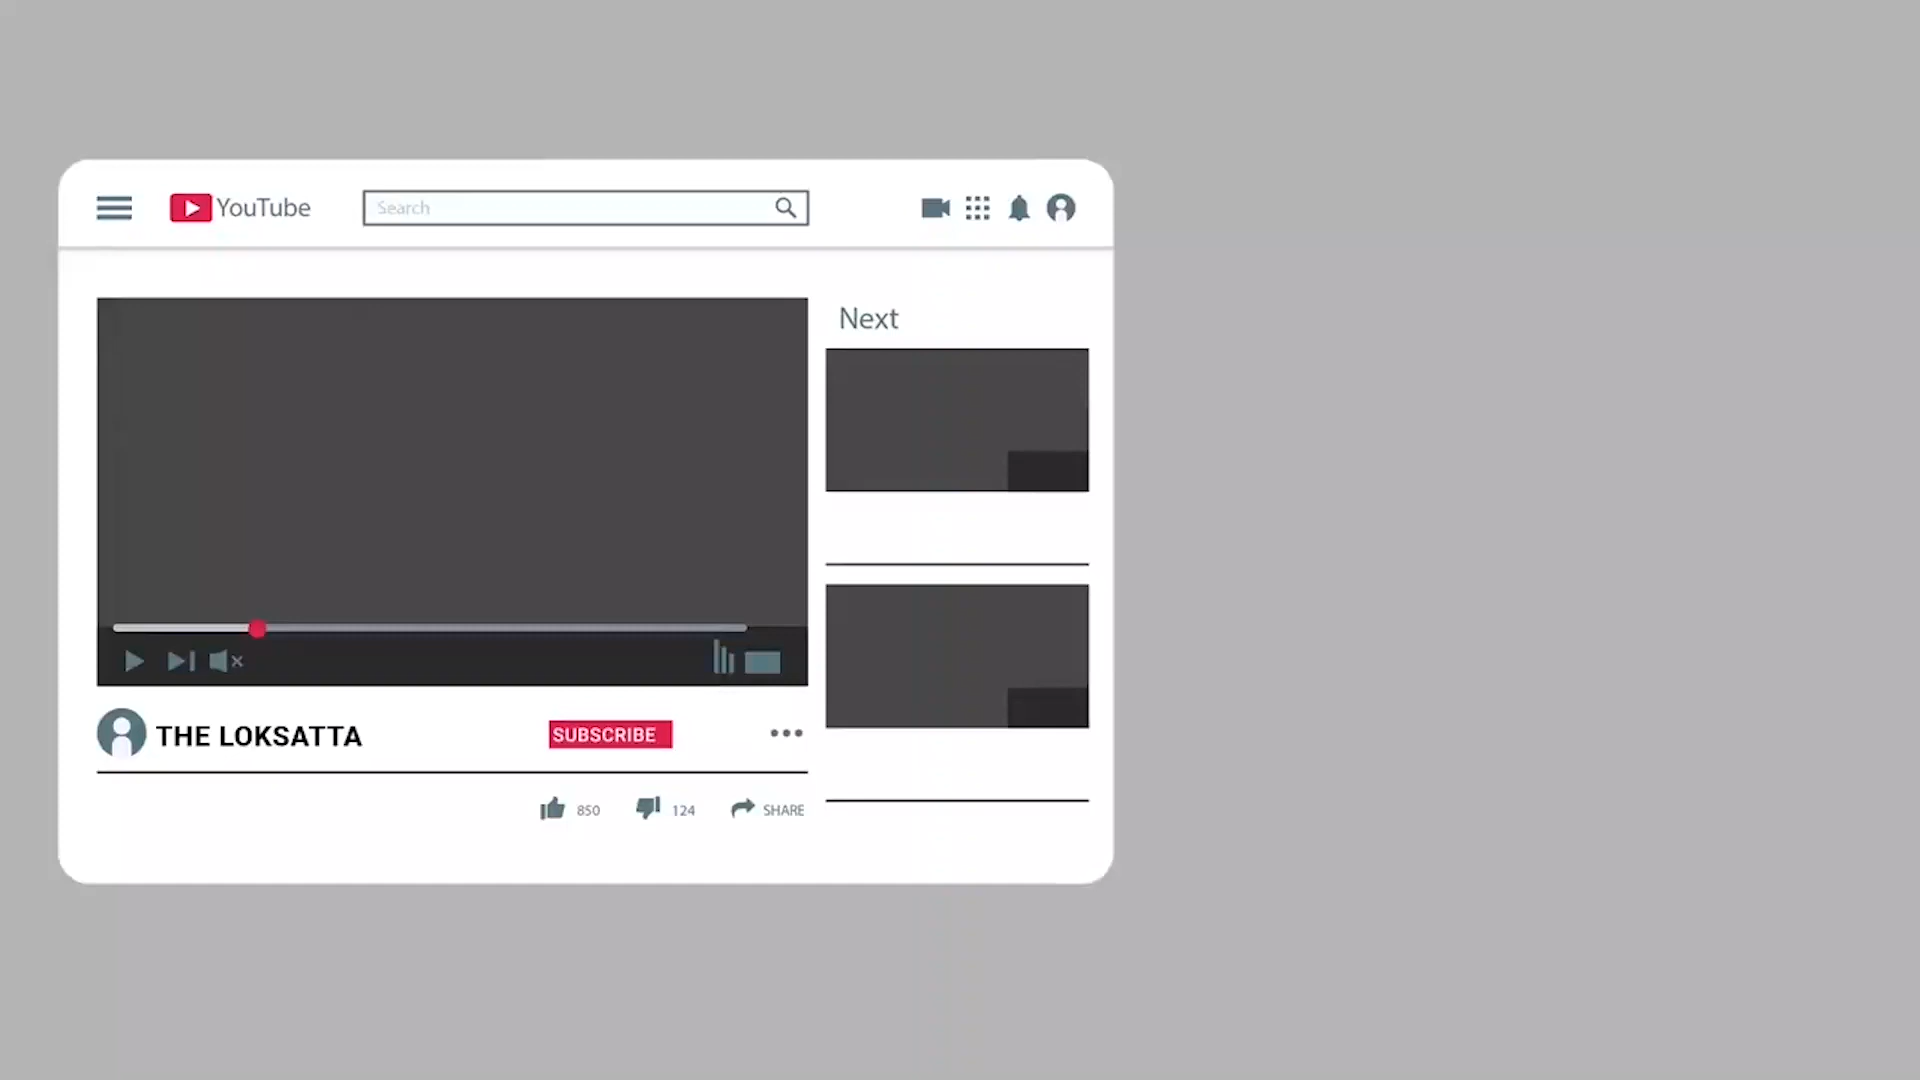 YouTube
Search
Next
THE LOKSATTA
SUBSCRIBE
850
124
SHARE